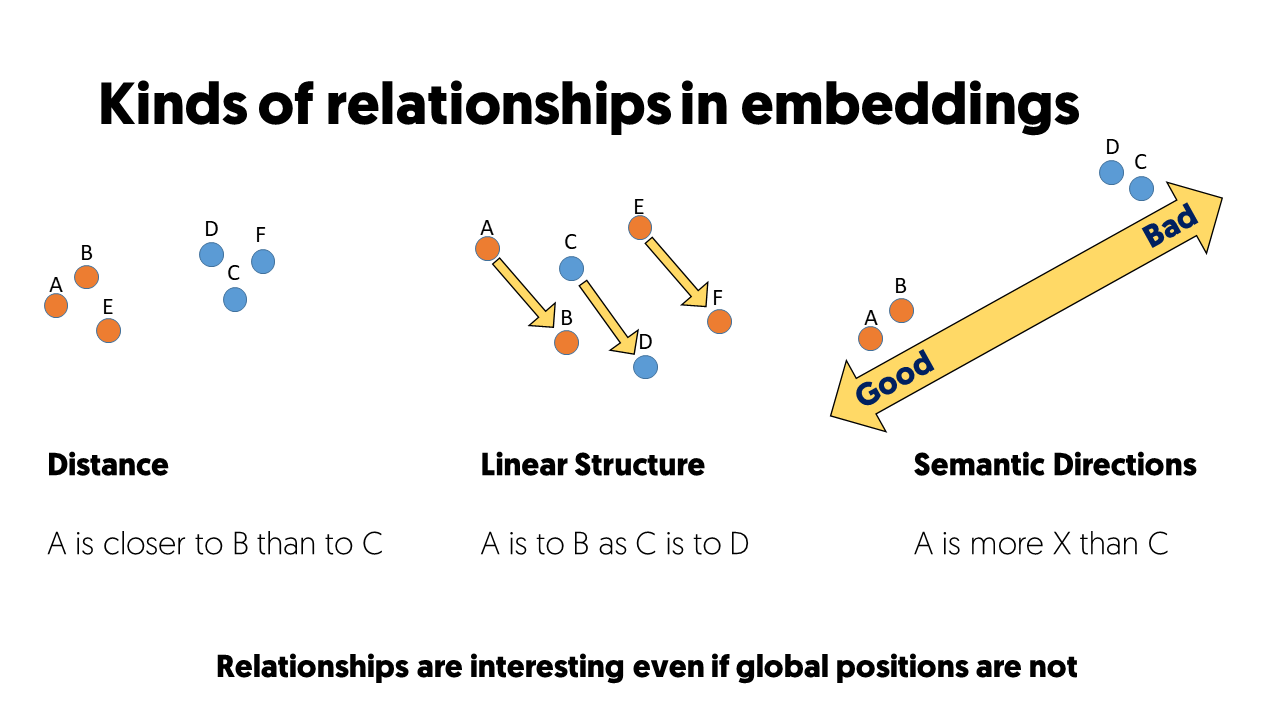 Kinds of relationships in embeddings
A
B
E
D
C
F
A
B
C
D
E
F
A
B
D
C
Good
Bad
Distance
A is closer to B than to C
Linear Structure
A is to B as C is to D
Semantic Directions
A is more X than C
Relationships are interesting even if global positions are not